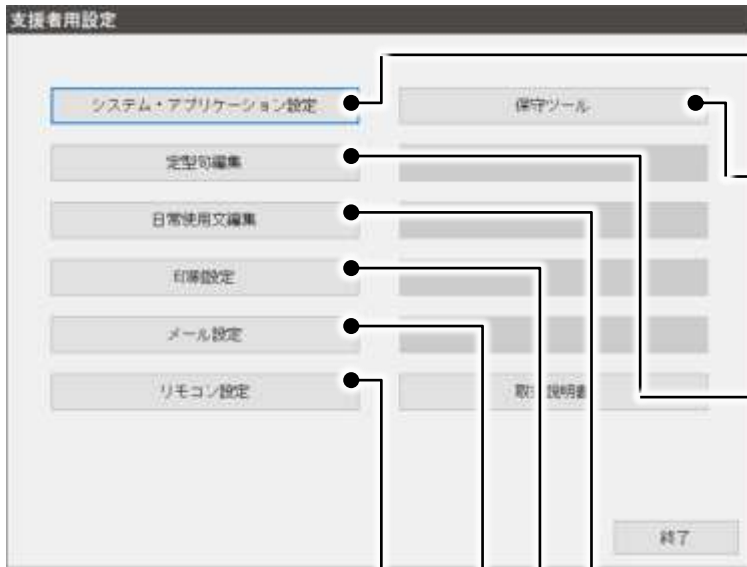 支援者用設定
システム・アプリケーション設定
保守ツール
定型句編集
日常使用文編集
印刷設定
メール設定
リモコン設定
取扱説明書
終了